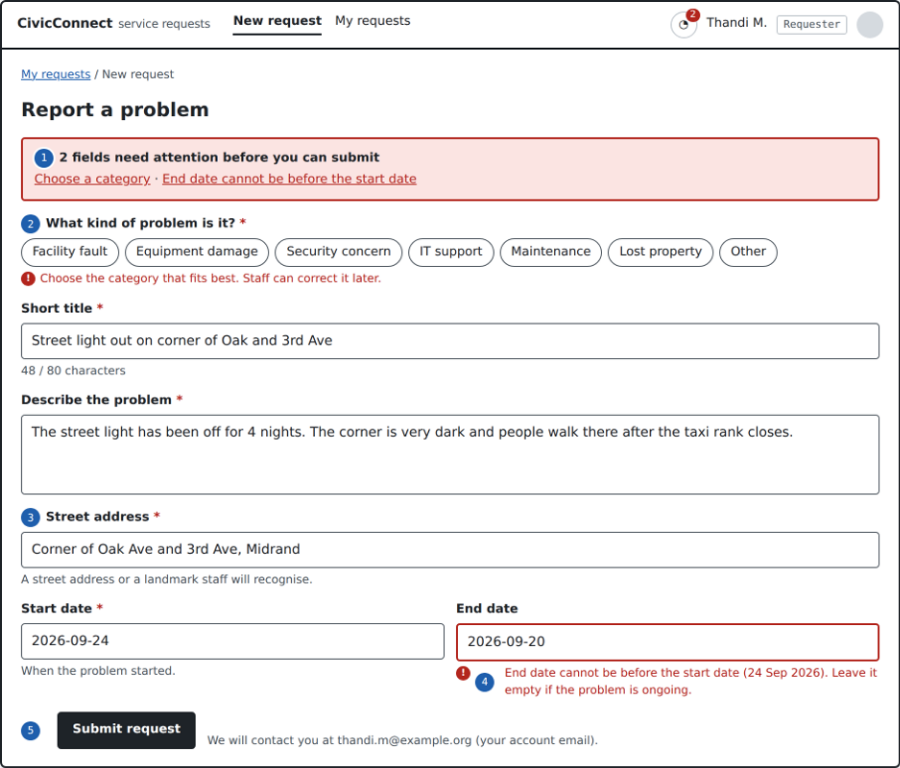 CivicConnect service requests New request My requests 2 Thandi M. Requester
My requests / New request
Report a problem
1 2 fields need attention before you can submit
Choose a category · End date cannot be before the start date
2 What kind of problem is it? *
Facility fault Equipment damage Security concern IT support Maintenance Lost property Other
! Choose the category that fits best. Staff can correct it later.
Short title *
Street light out on corner of Oak and 3rd Ave
48 / 80 characters
Describe the problem *
The street light has been off for 4 nights. The corner is very dark and people walk there after the taxi rank closes.
3 Street address *
Corner of Oak Ave and 3rd Ave, Midrand
A street address or a landmark staff will recognise.
Start date * End date
2026-09-24 2026-09-20
When the problem started.
! 4 End date cannot be before the start date (24 Sep 2026). Leave it
empty if the problem is ongoing.
5 Submit request We will contact you at thandi.m@example.org (your account email).